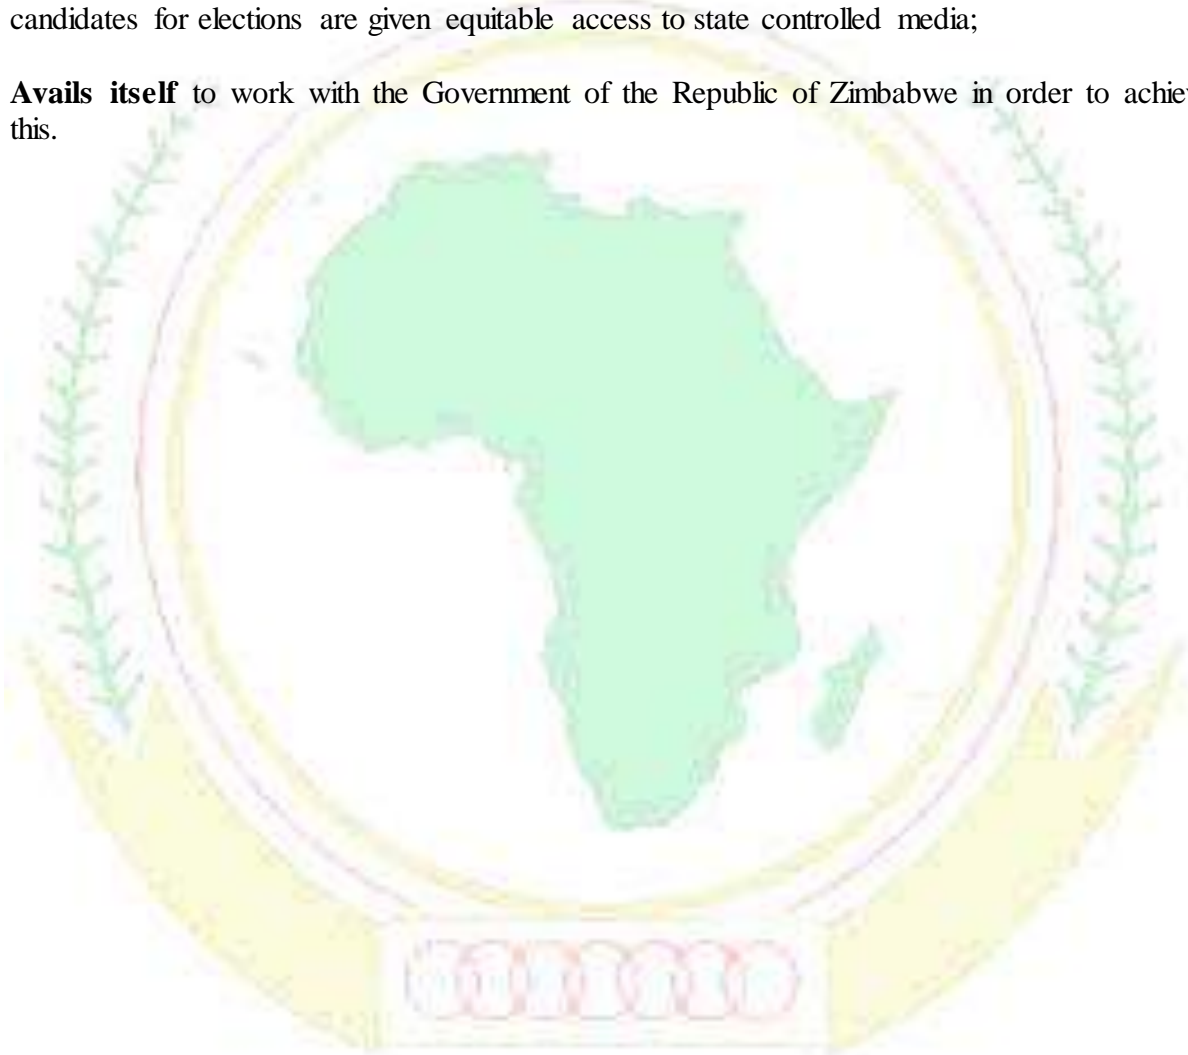 candidates for elections are given equitable access to state controlled media;
Avails itself to work with the Government of the Republic of Zimbabwe in order to achie
this.